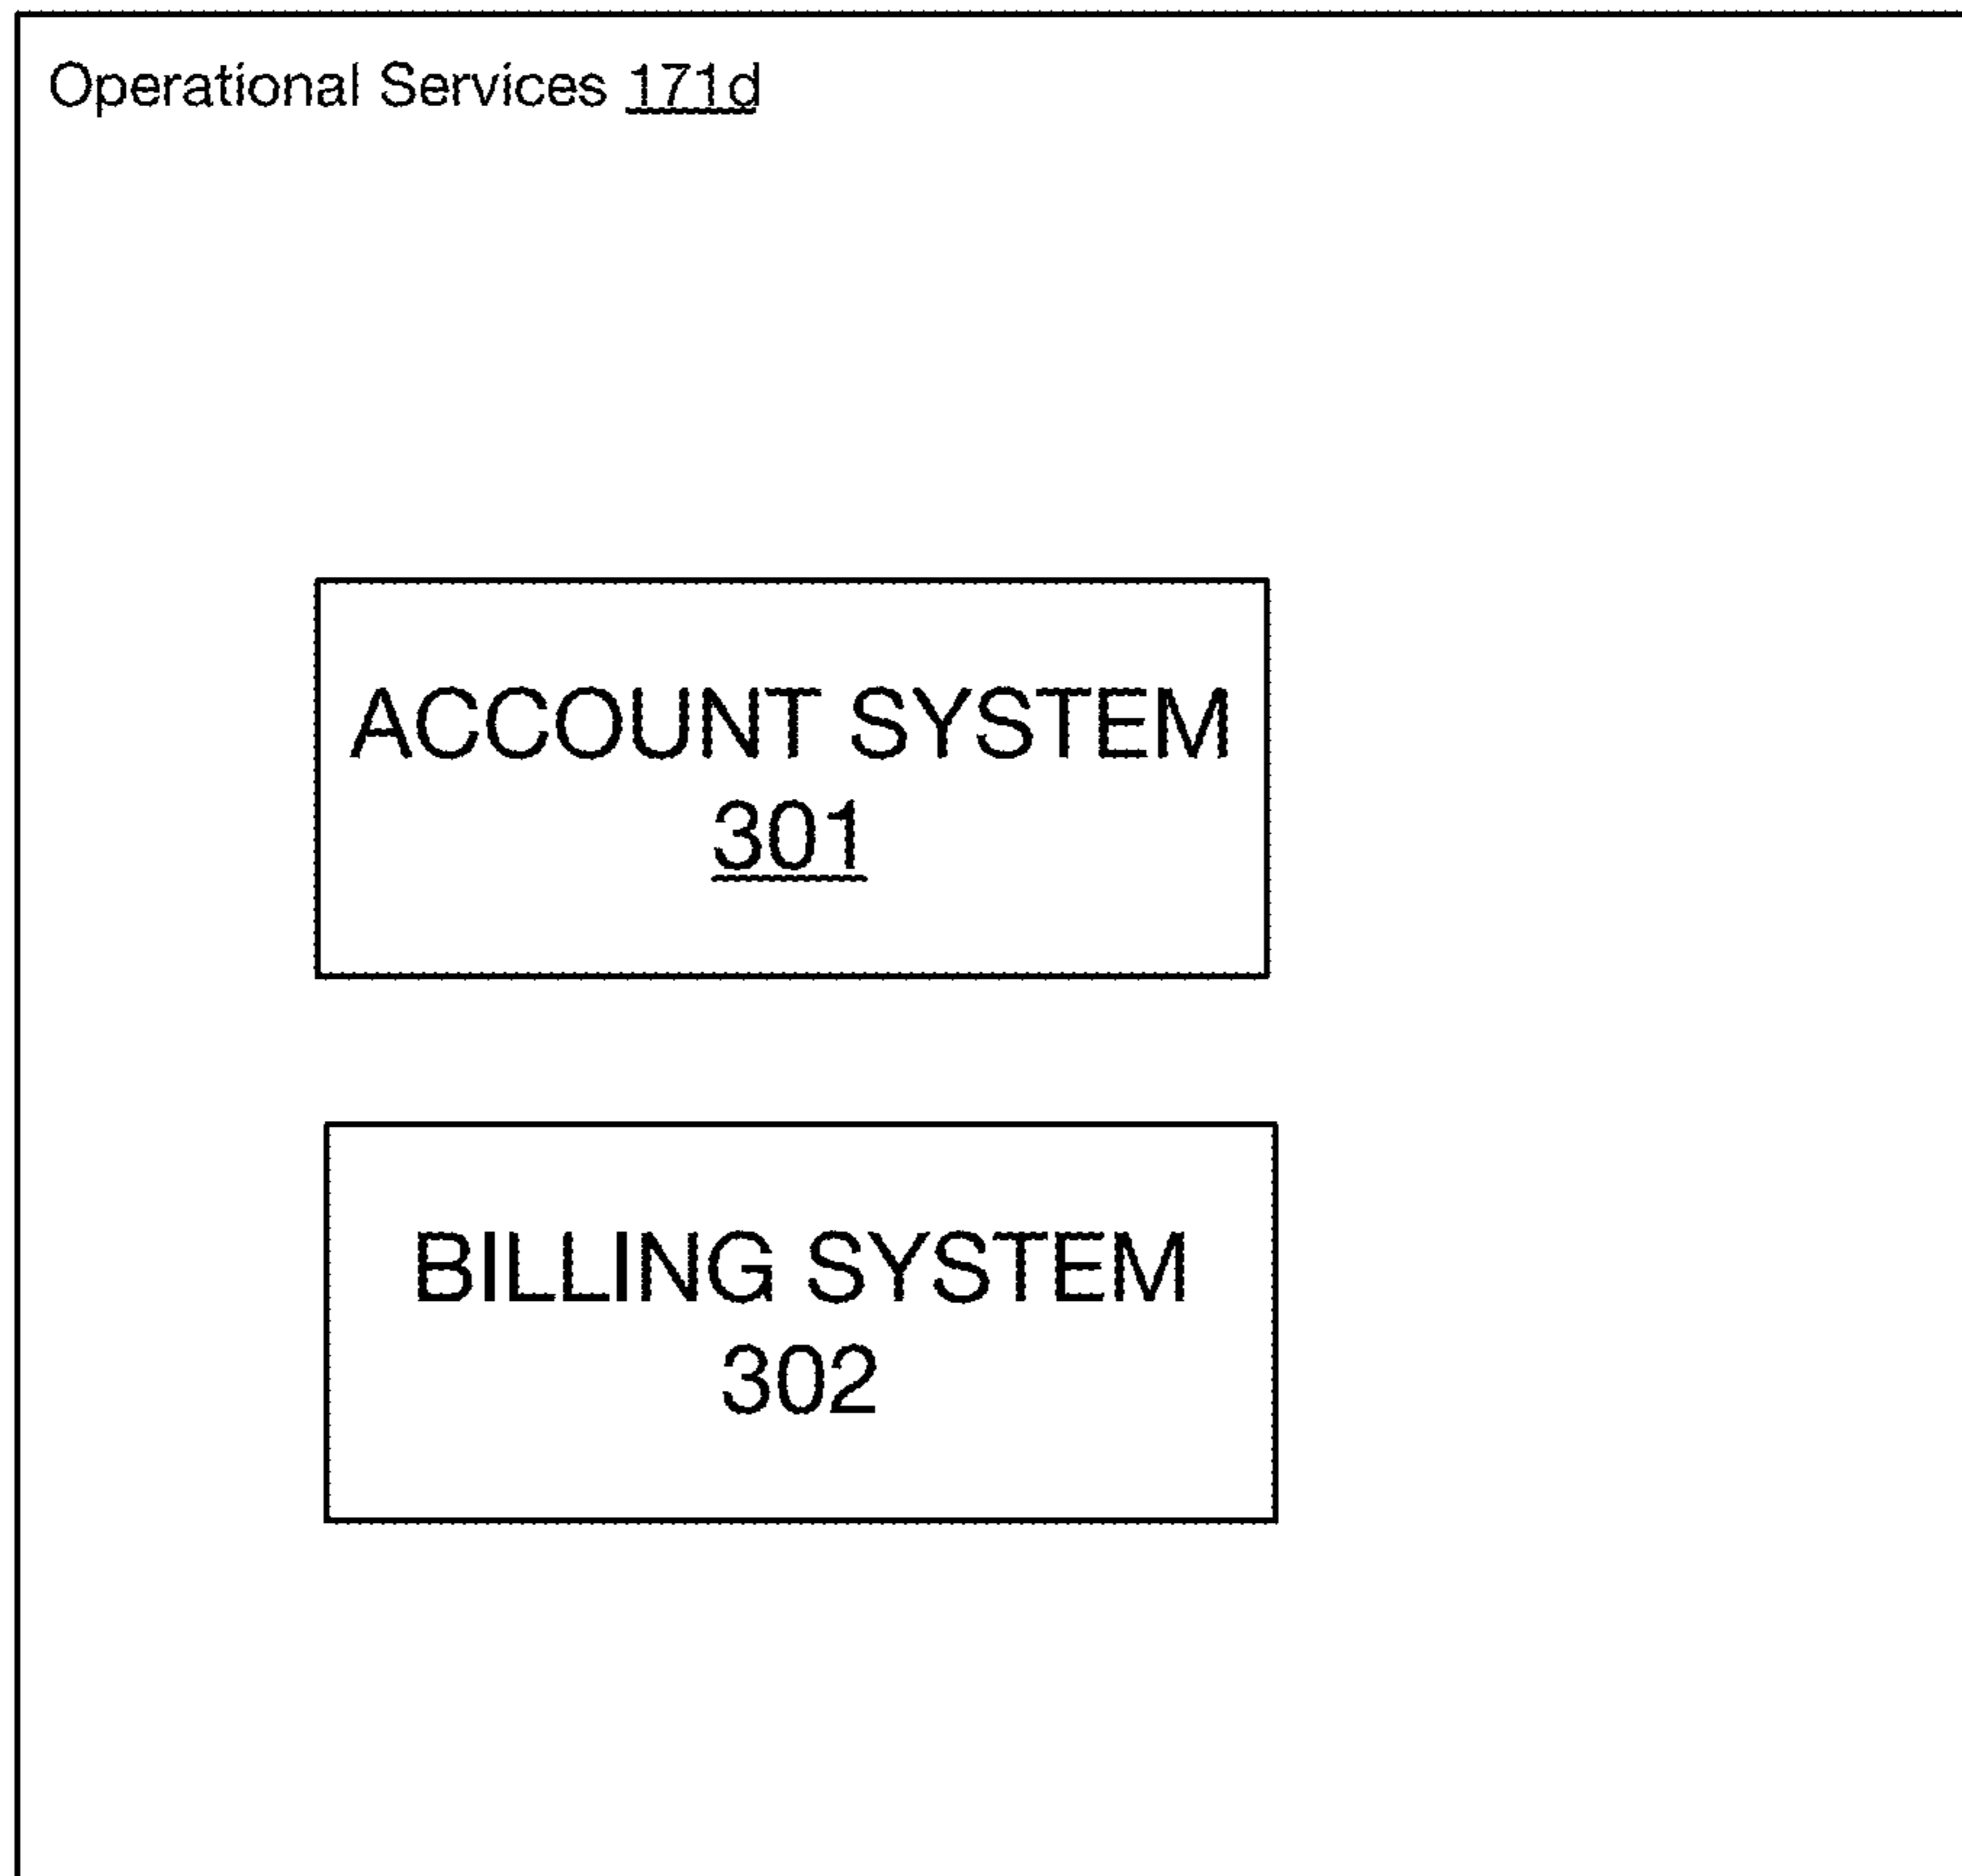 Operational Services 171d
ACCOUNT SYSTEM
301
BILLING SYSTEM
302